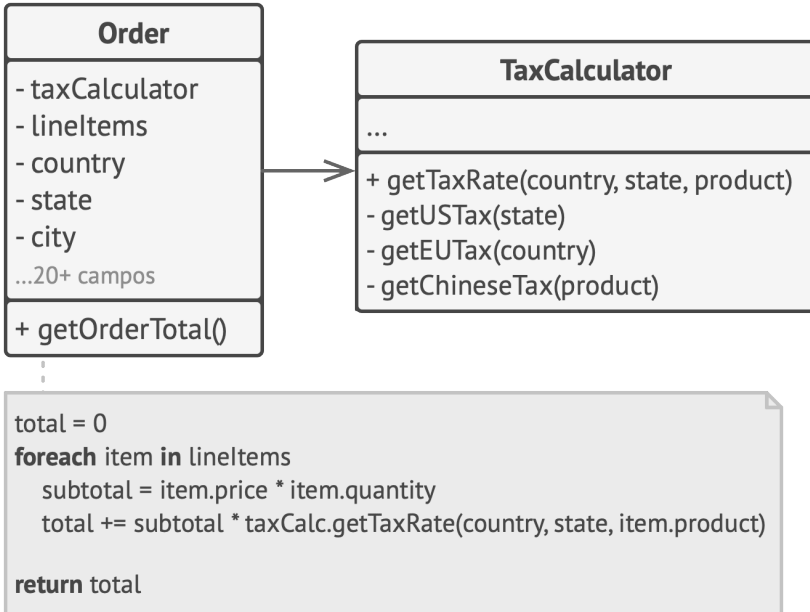 Order
- taxCalculator
- lineItems
- country
- state
- city
...20+ campos
+ getOrderTotal()
TaxCalculator
...
+ getTaxRate(country, state, product)
- getUSTax(state)
- getEUTax(country)
- getChineseTax(product)
total = 0
foreach item in lineItems
subtotal = item.price * item.quantity
total += subtotal * taxCalc.getTaxRate(country, state, item.product)
return total